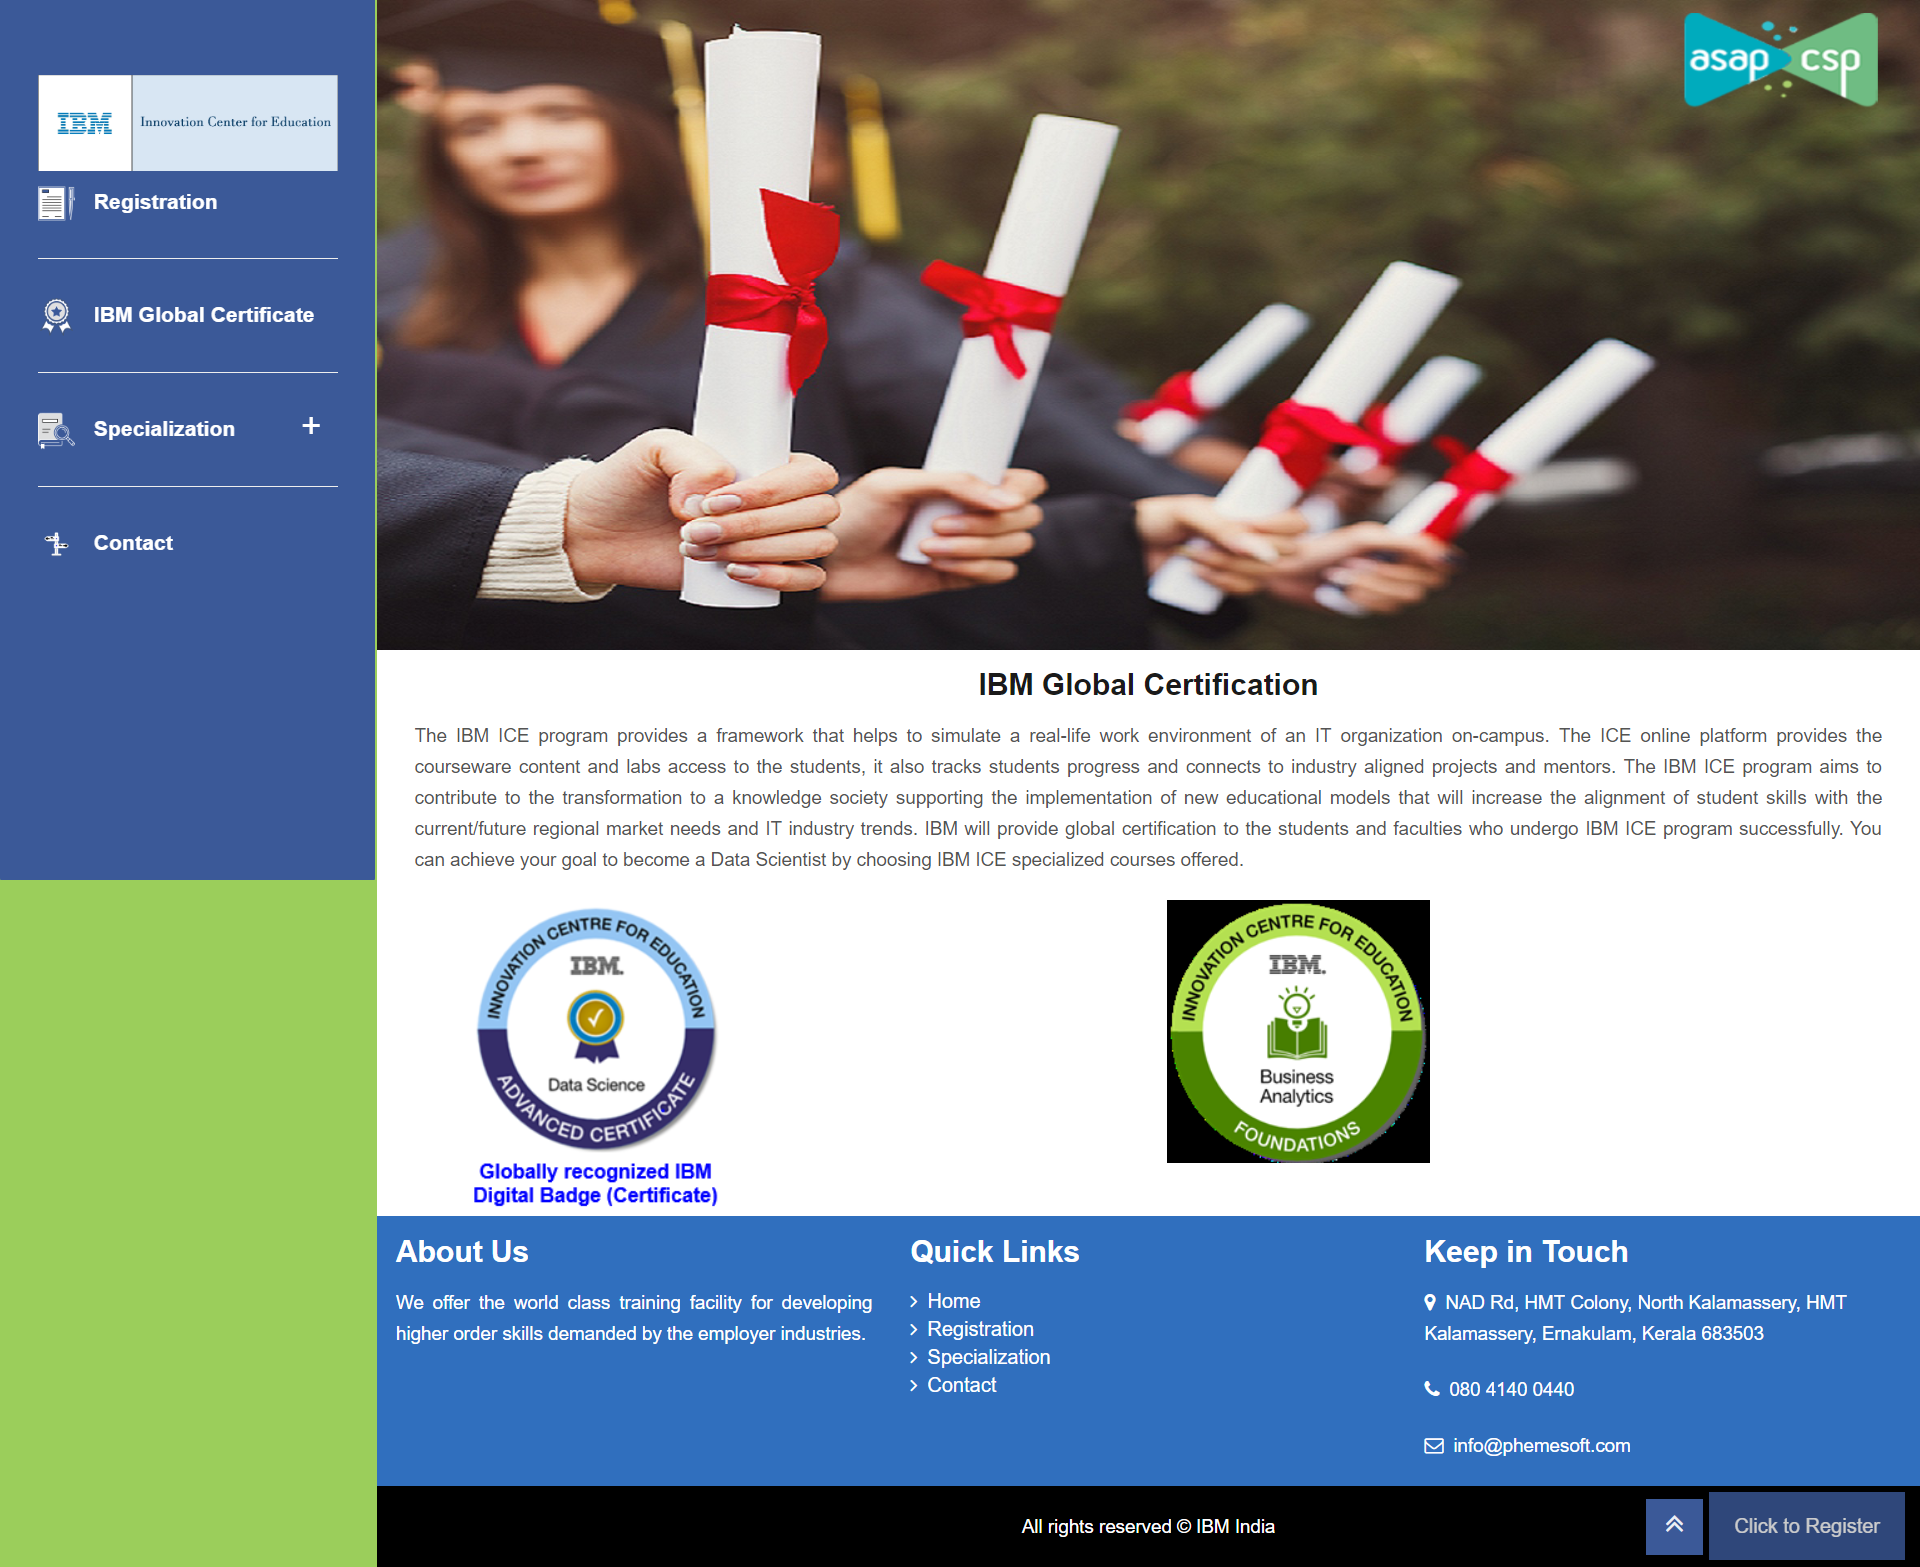 IBM
Innovation Center for Education
Registration
IBM Global Certificate
Specialization +
Contact
asap csp
IBM Global Certification
The IBM ICE program provides a framework that helps to simulate a real-life work environment of an IT organization on-campus. The ICE online platform provides the
courseware content and labs access to the students, it also tracks students progress and connects to industry aligned projects and mentors. The IBM ICE program aims to
contribute to the transformation to a knowledge society supporting the implementation of new educational models that will increase the alignment of student skills with the
current/future regional market needs and IT industry trends. IBM will provide global certification to the students and faculties who undergo IBM ICE program successfully. You
can achieve your goal to become a Data Scientist by choosing IBM ICE specialized courses offered.
INNOVATION CENTRE FOR EDUCATION
IBM.
Data Science
ADVANCED CERTIFICATE
Globally recognized IBM
Digital Badge (Certificate)
INNOVATION CENTRE FOR EDUCATION
IBM.
Business
Analytics
FOUNDATIONS
About Us
We offer the world class training facility for developing
higher order skills demanded by the employer industries.
Quick Links
Home
Registration
Specialization
Contact
Keep in Touch
NAD Rd, HMT Colony, North Kalamassery, HMT
Kalamassery, Ernakulam, Kerala 683503
080 4140 0440
info@phemesoft.com
All rights reserved © IBM India
Click to Register